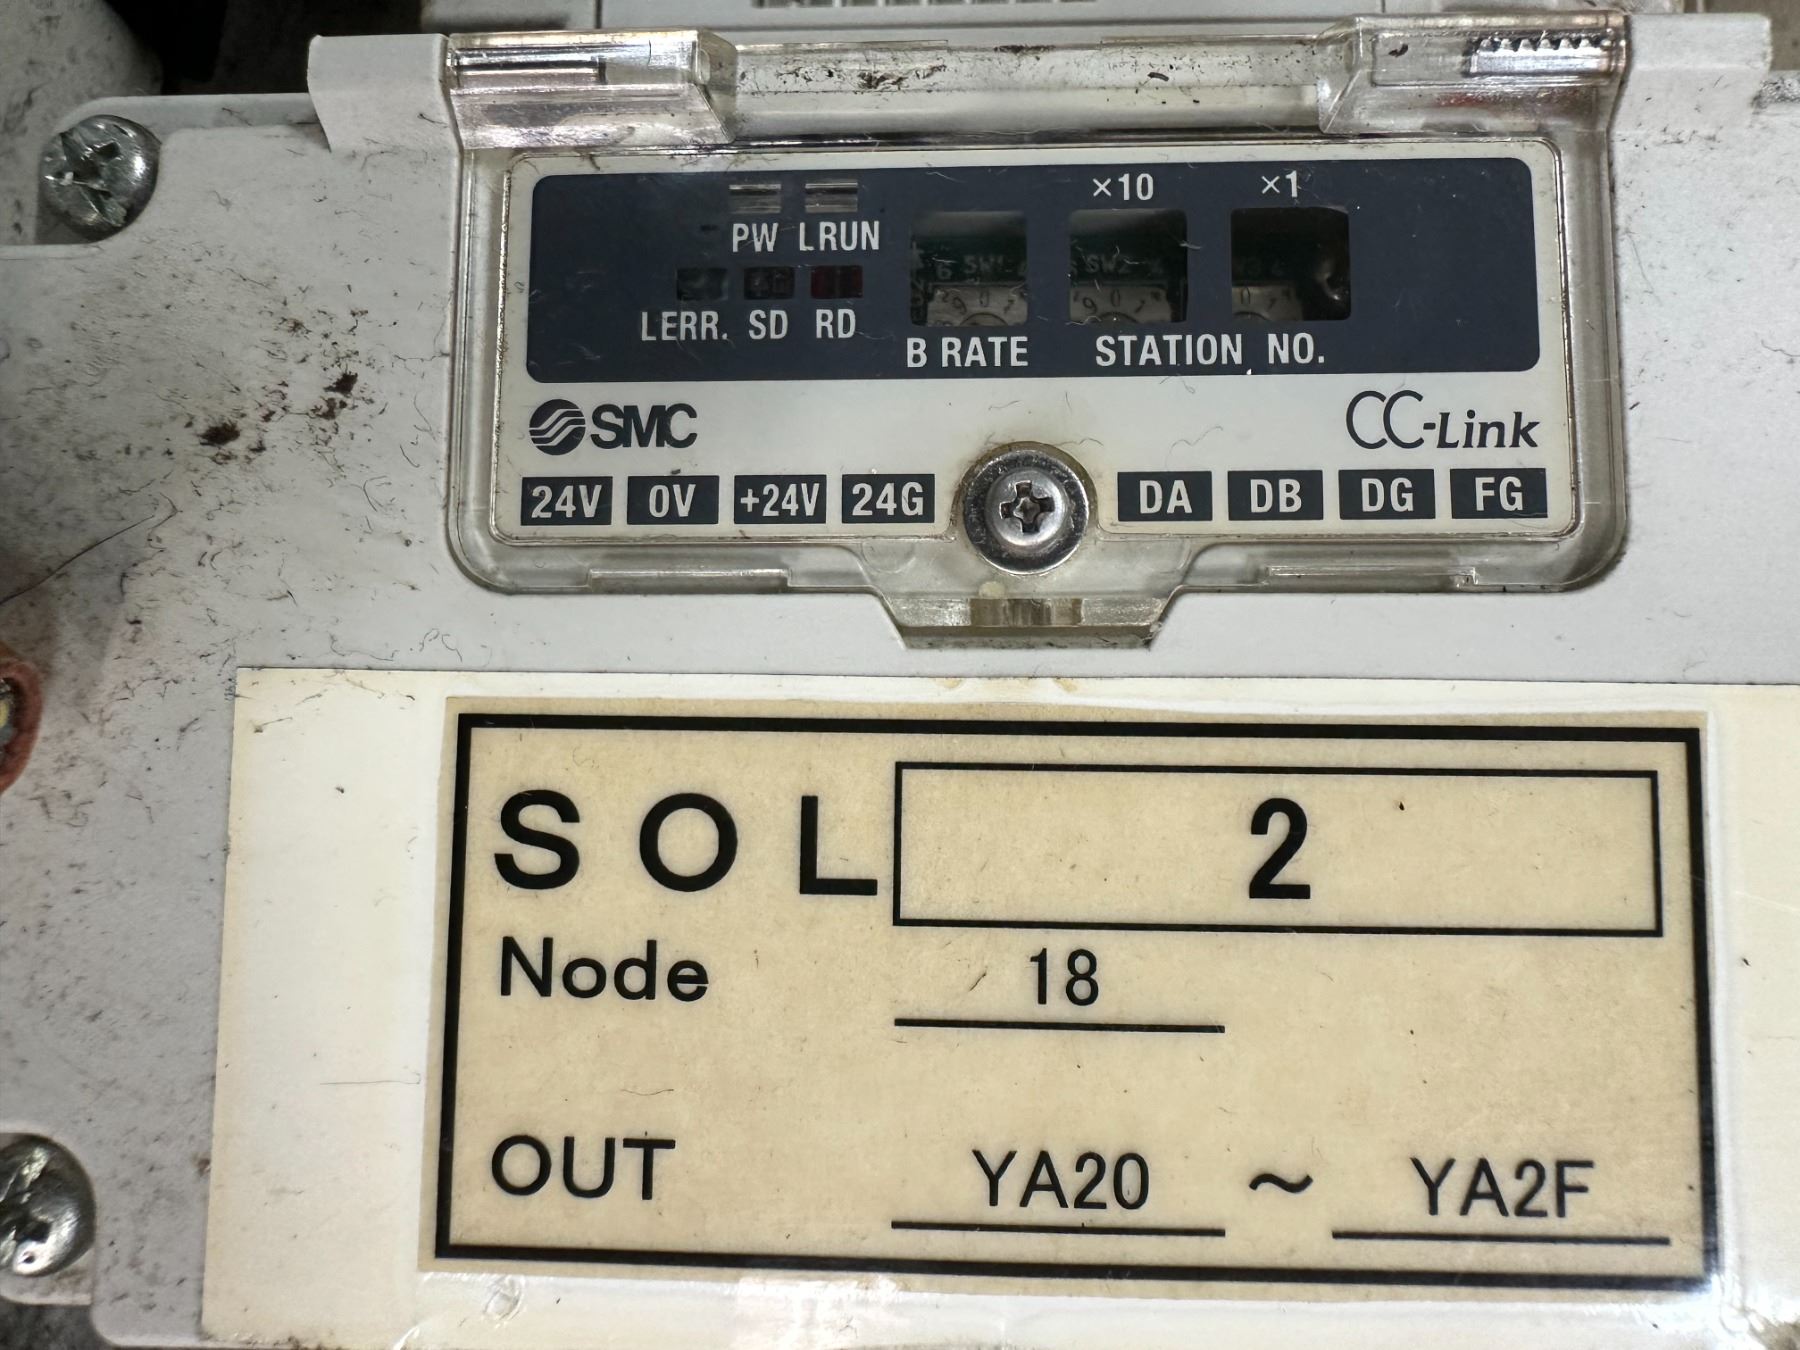 ×10 ×1
PW LRUN
LERR. SD RD
B RATE STATION NO.
SMC CC-Link
24V 0V +24V 24G DA DB DG FG
SOL 2
Node 18
OUT YA20 ~ YA2F